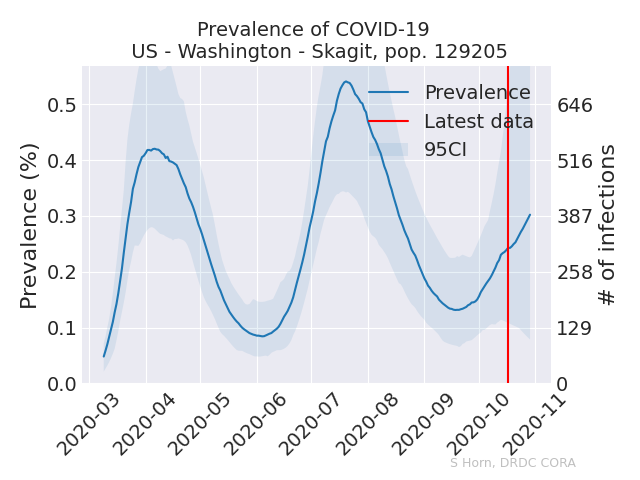 Prevalence of COVID-19
US - Washington - Skagit, pop. 129205
Prevalence (%)
0.5
0.4
0.3
0.2
0.1
0.0
Prevalence
Latest data
95CI
646
516
387
258
129
0
# of infections
2020-03
2020-04
2020-05
2020-06
2020-07
2020-08
2020-09
2020-10
2020-11
S Horn, DRDC CORA